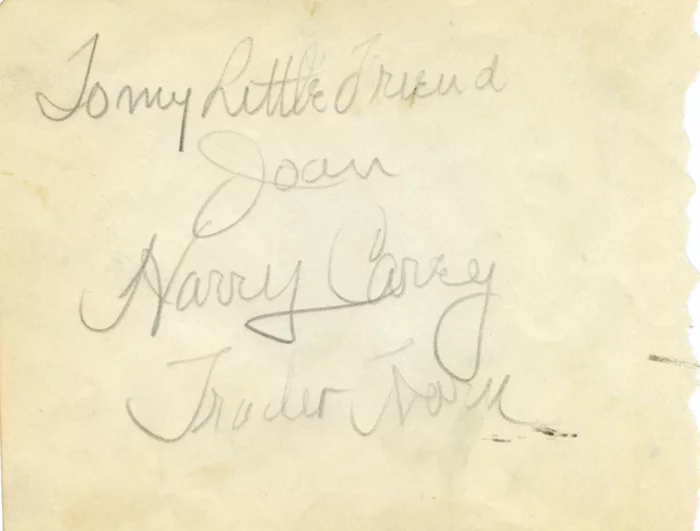 To my Little Friend
Joan
Harry Carey
Trader Horn